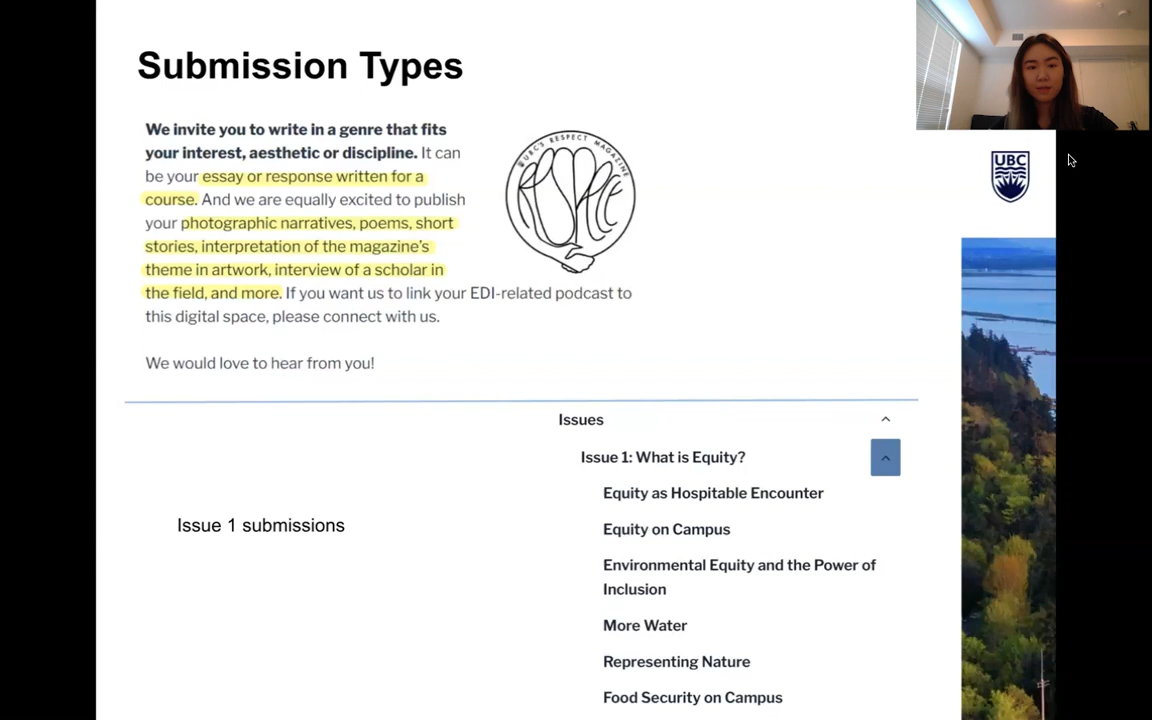 Submission Types
We invite you to write in a genre that fits
your interest, aesthetic or discipline. It can
be your essay or response written for a
course. And we are equally excited to publish
your photographic narratives, poems, short
stories, interpretation of the magazine's
theme in artwork, interview of a scholar in
the field, and more. If you want us to link your EDI-related podcast to
this digital space, please connect with us.
We would love to hear from you!
UBC'S RESPECT MAGAZINE
UBC
Issues
Issue 1: What is Equity?
Equity as Hospitable Encounter
Equity on Campus
Issue 1 submissions
Environmental Equity and the Power of
Inclusion
More Water
Representing Nature
Food Security on Campus